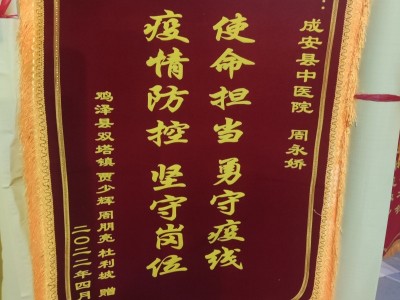 成安县中医院 周永娇
使命担当 勇守疫线
疫情防控 坚守岗位
鸡泽县双塔镇 贾少辉 周朋亮 杜利坡 赠
二〇二二年四月